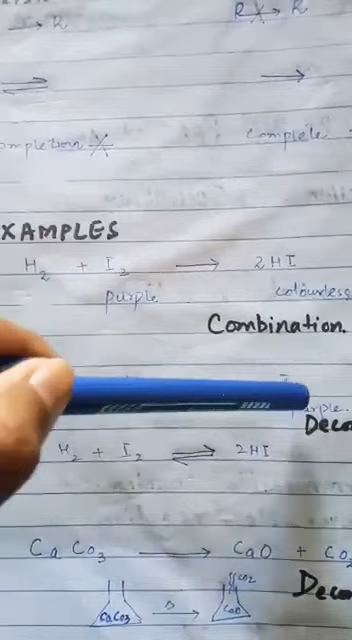 → R R → R
⇌ →
ompletion complete
XAMPLES
H₂ + I₂ → 2HI
purple colourless
Combination.
I
rple.
Deco
H₂ + I₂ ⇌ 2HI
CaCO₃ → CaO + CO₂
CO₂
Deco
CaCO₃ Δ→ CaO